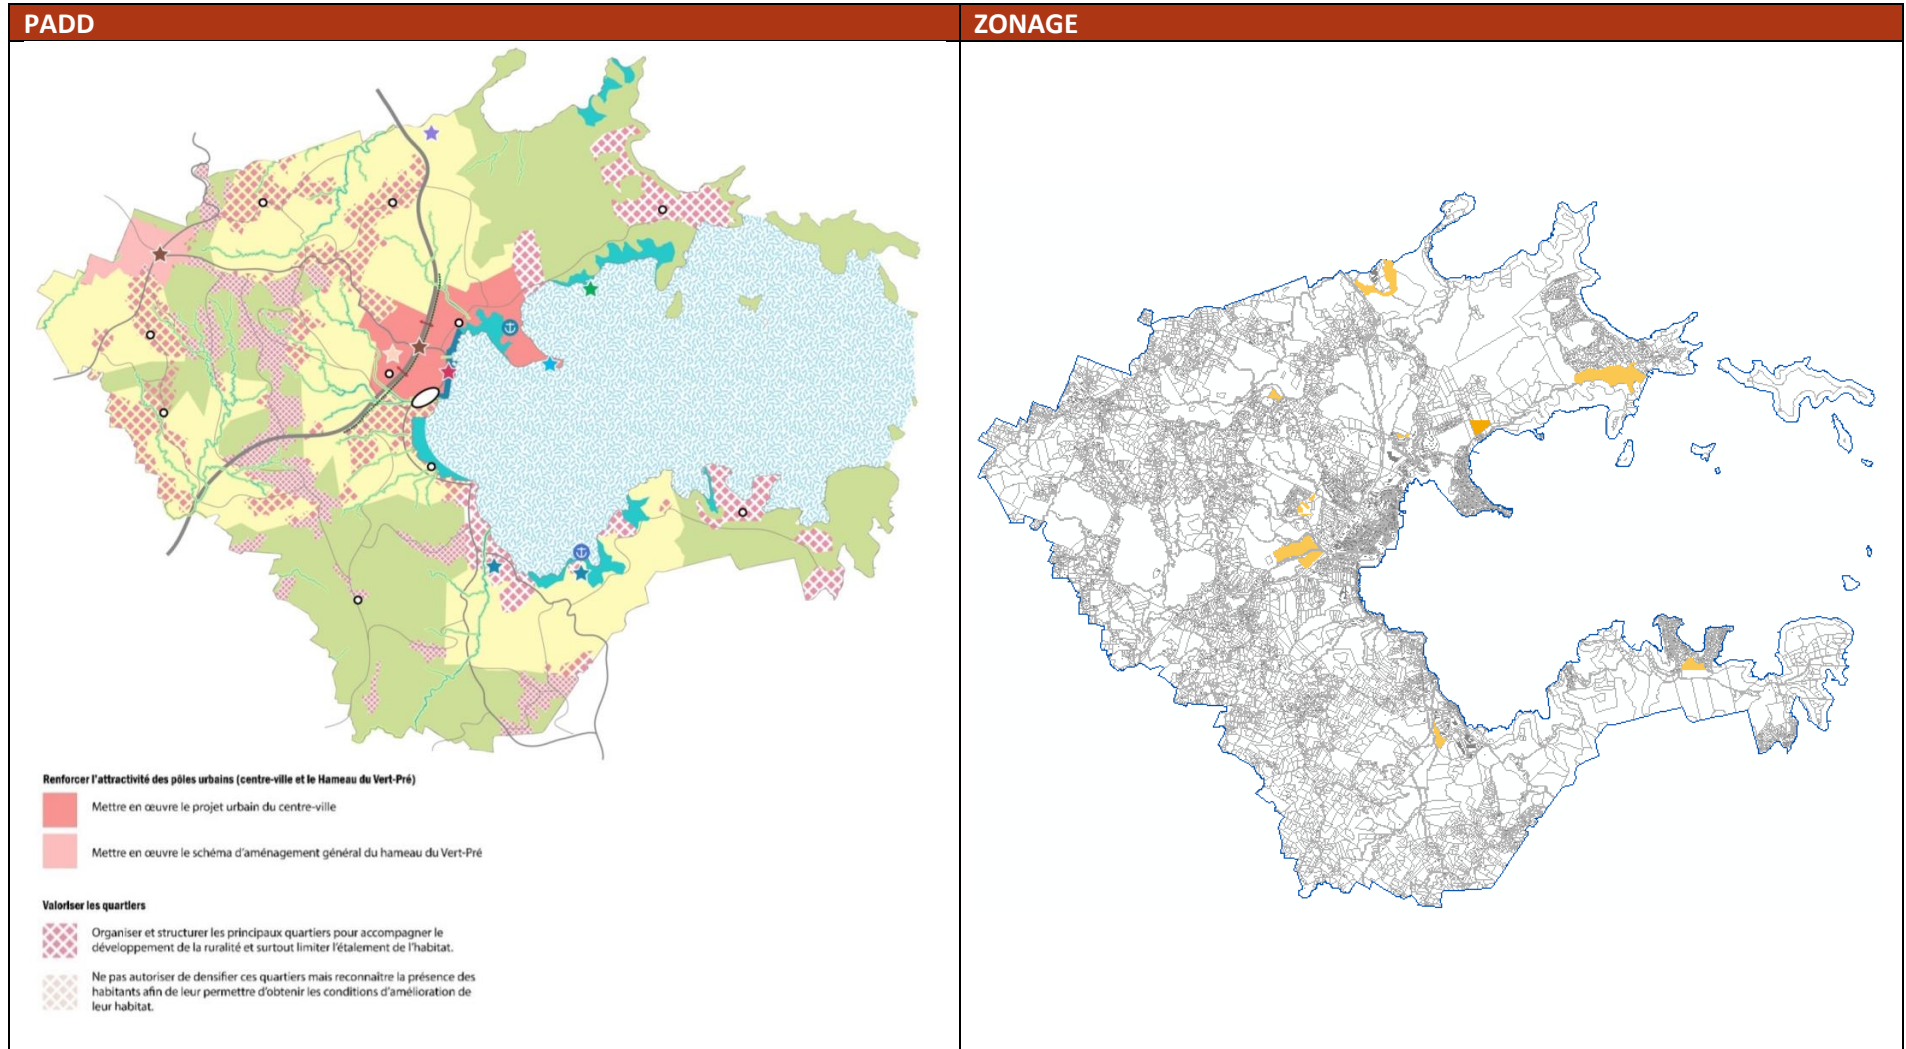 PADD
ZONAGE
Renforcer l'attractivité des pôles urbains (centre-ville et le Hameau du Vert-Pré)
Mettre en œuvre le projet urbain du centre-ville
Mettre en œuvre le schéma d'aménagement général du hameau du Vert-Pré
Valoriser les quartiers
Organiser et structurer les principaux quartiers pour accompagner le
développement de la ruralité et surtout limiter l'étalement de l'habitat.
Ne pas autoriser de densifier ces quartiers mais reconnaître la présence des
habitants afin de leur permettre d'obtenir les conditions d'amélioration de
leur habitat.